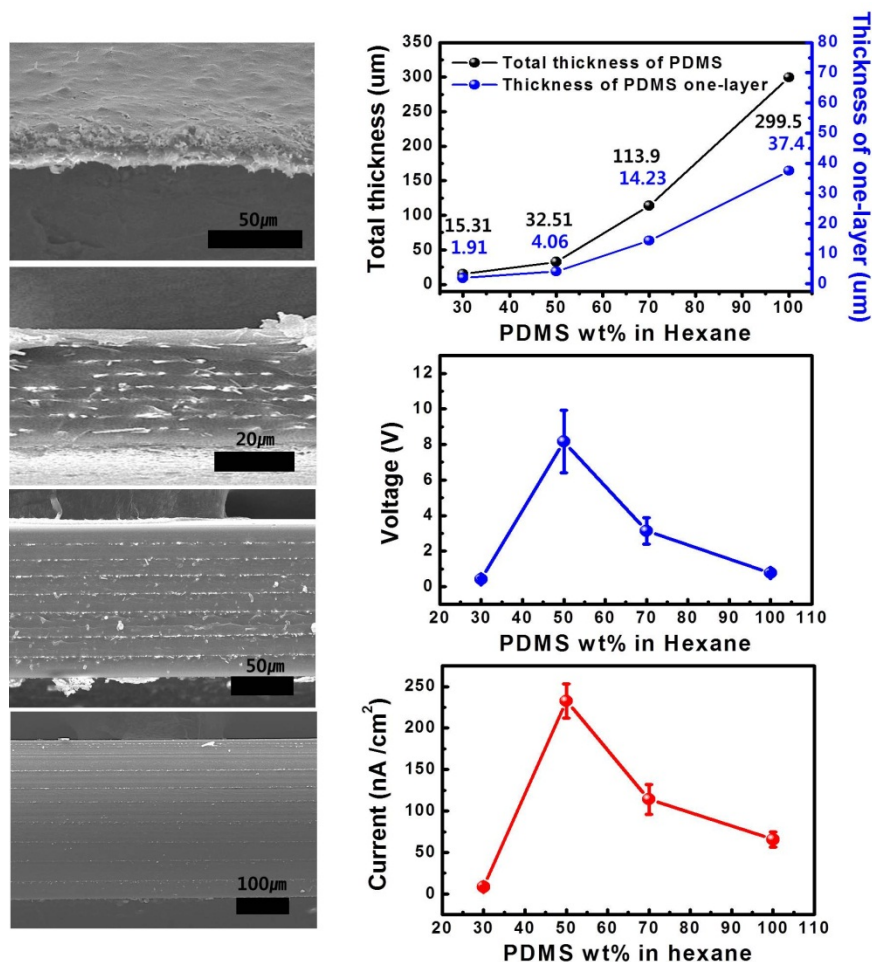 50μm
20μm
50μm
100μm
Total thickness (um)
350
300
250
200
150
100
50
0
Total thickness of PDMS
Thickness of PDMS one-layer
15.31
1.91
32.51
4.06
113.9
14.23
299.5
37.4
80
70
60
50
40
30
20
10
0
Thickness of one-layer (um)
30 40 50 60 70 80 90 100
PDMS wt% in Hexane
Voltage (V)
12
10
8
6
4
2
0
20 30 40 50 60 70 80 90 100 110
PDMS wt% in Hexane
Current (nA /cm²)
250
200
150
100
50
0
20 30 40 50 60 70 80 90 100 110
PDMS wt% in hexane